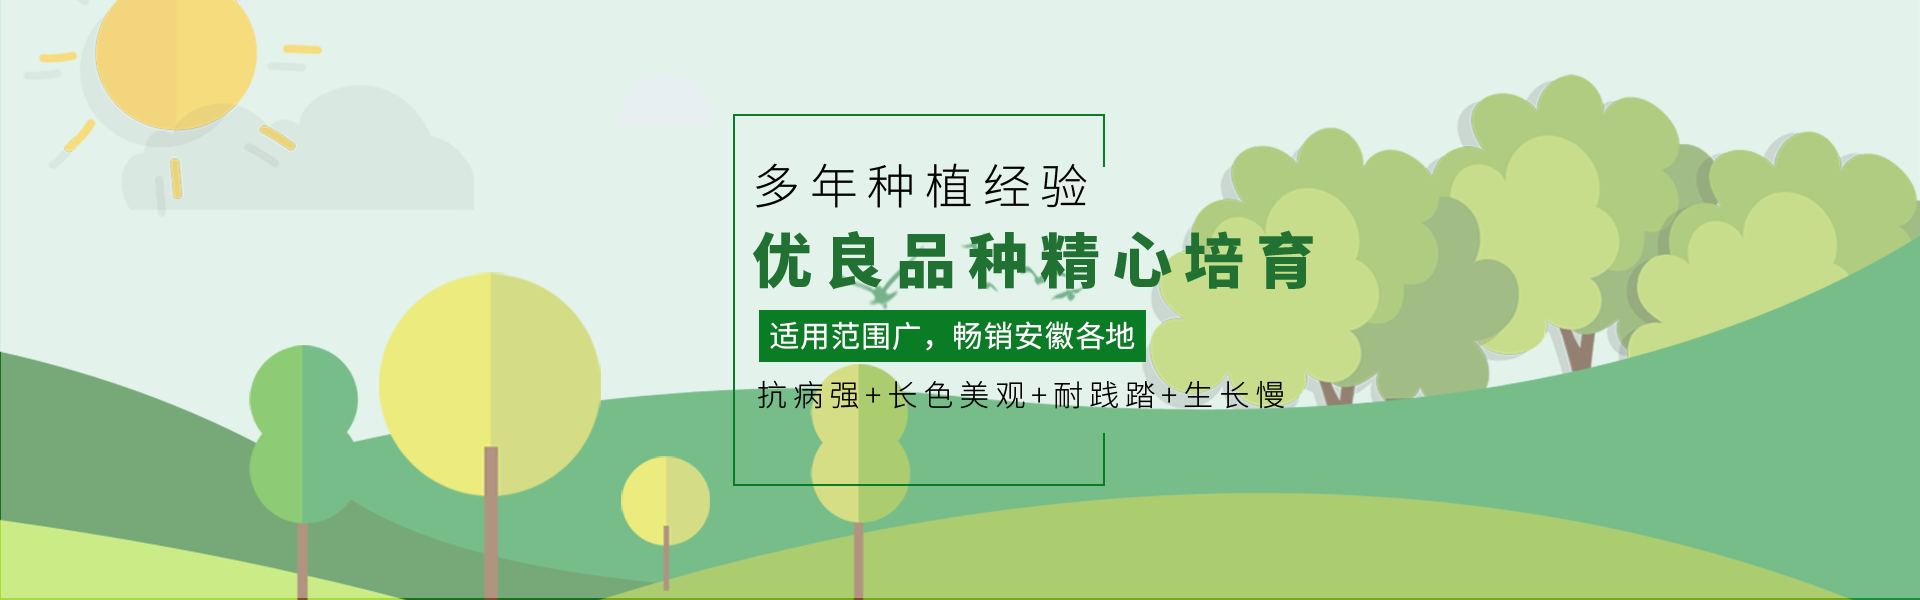 多年种植经验
优良品种精心培育
适用范围广，畅销安徽各地
抗病强+长色美观+耐践踏+生长慢